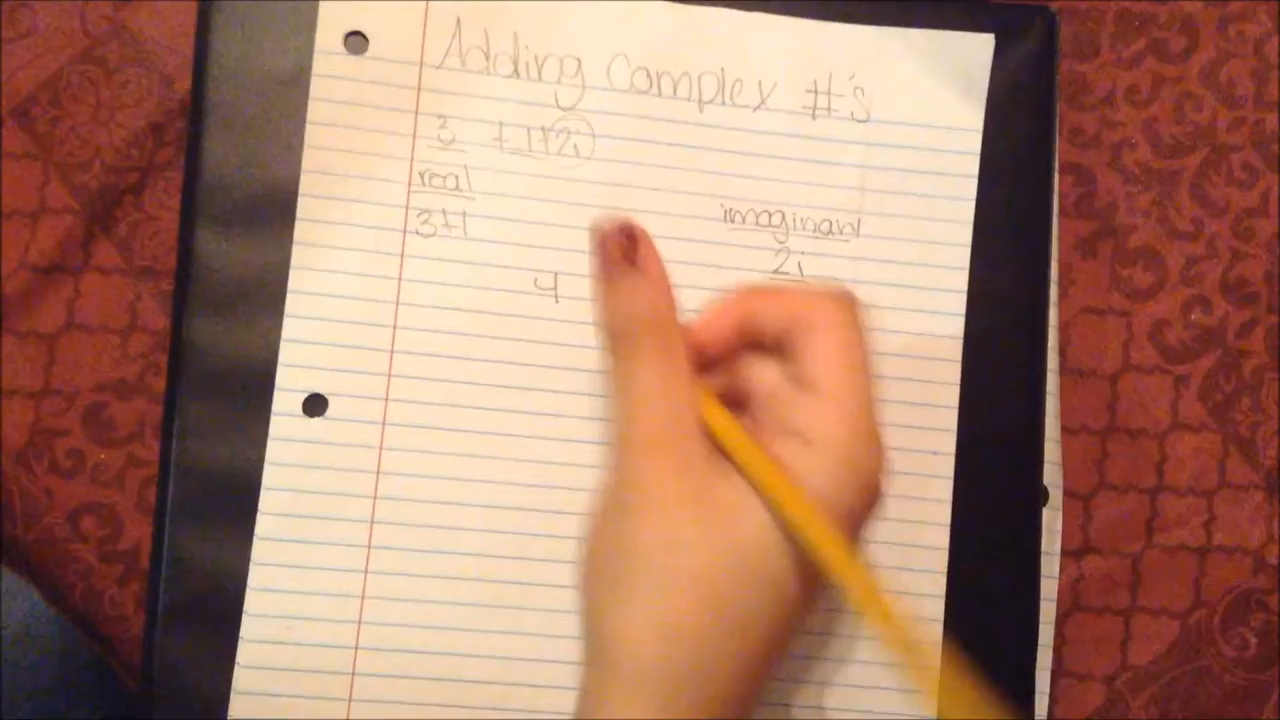 Adding Complex #'s
3 + 1+2i
real
imaginary
3+1
2i
4